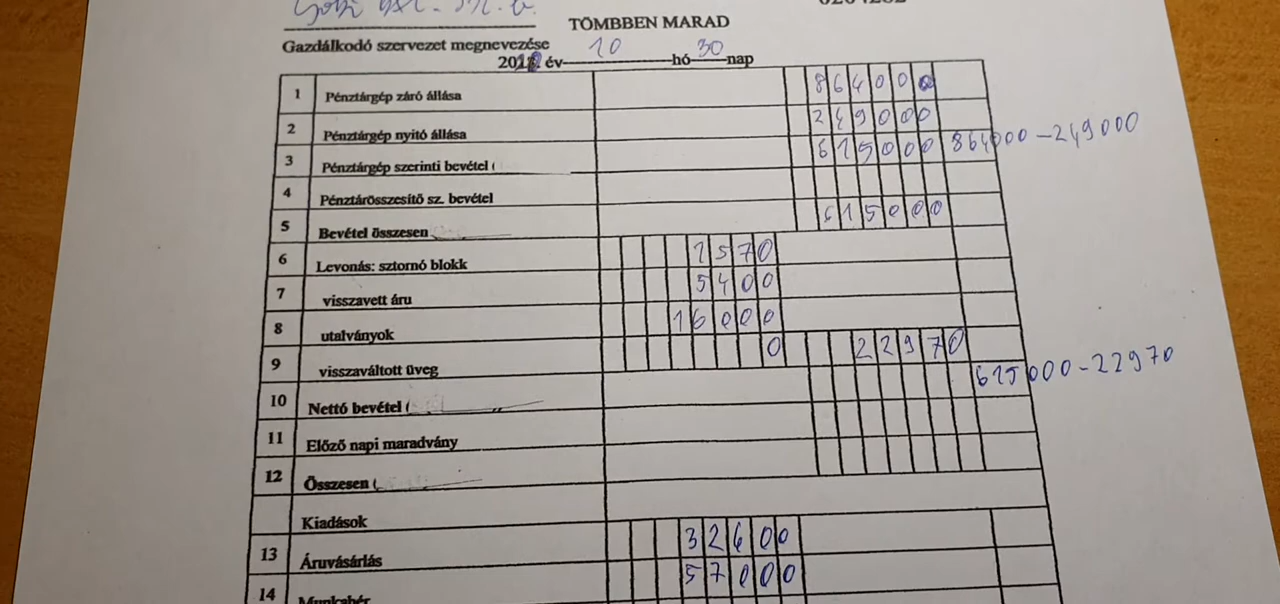 TÖMBBEN MARAD
Gazdálkodó szervezet megnevezése
2018. év 10 hó 30 nap
1 Pénztárgép záró állása 864000
2 Pénztárgép nyitó állása 249000
3 Pénztárgép szerinti bevétel ( 615000 864000-249000
4 Pénztárösszesítő sz. bevétel
5 Bevétel összesen 615000
6 Levonás: sztornó blokk 1570
7 visszavett áru 5400
8 utalványok 16000
9 visszaváltott üveg 0 22970
10 Nettó bevétel ( 615000-22970
11 Előző napi maradvány
12 Összesen (
Kiadások
13 Áruvásárlás 32600
14 Munkabér 57000